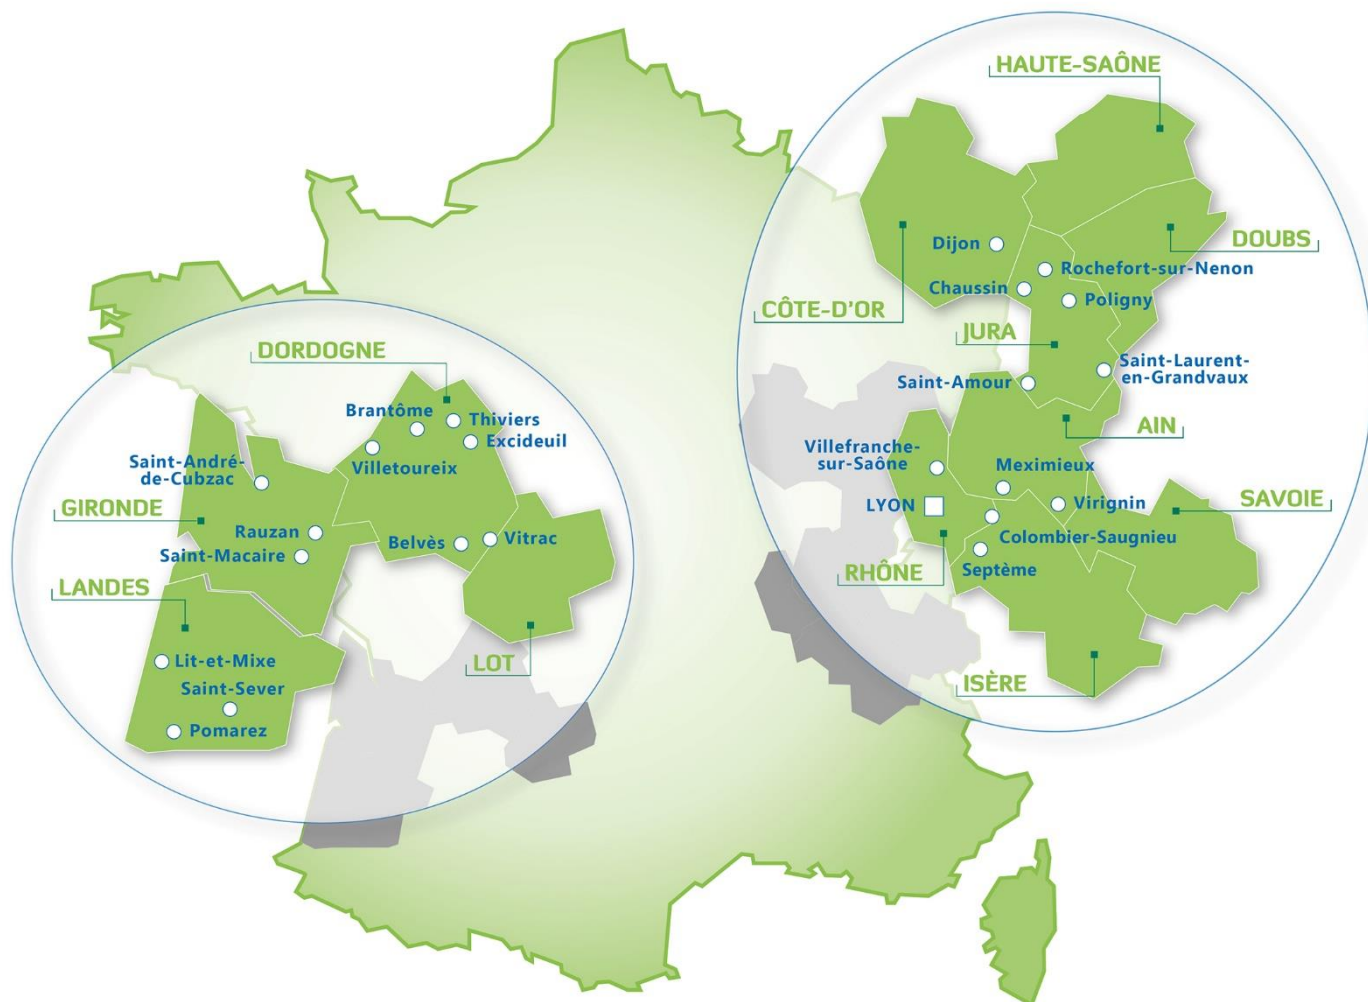 HAUTE-SAÔNE
DOUBS
Dijon
Rochefort-sur-Nenon
Chaussin
Poligny
CÔTE-D'OR
JURA
Saint-Laurent-
en-Grandvaux
Saint-Amour
AIN
Villefranche-
sur-Saône
Meximieux
LYON
Virignin
SAVOIE
Colombier-Saugnieu
Septème
RHÔNE
ISÈRE
DORDOGNE
Brantôme
Thiviers
Excideuil
Villetoureix
Saint-André-
de-Cubzac
GIRONDE
Rauzan
Saint-Macaire
Belvès
Vitrac
LANDES
Lit-et-Mixe
Saint-Sever
Pomarez
LOT